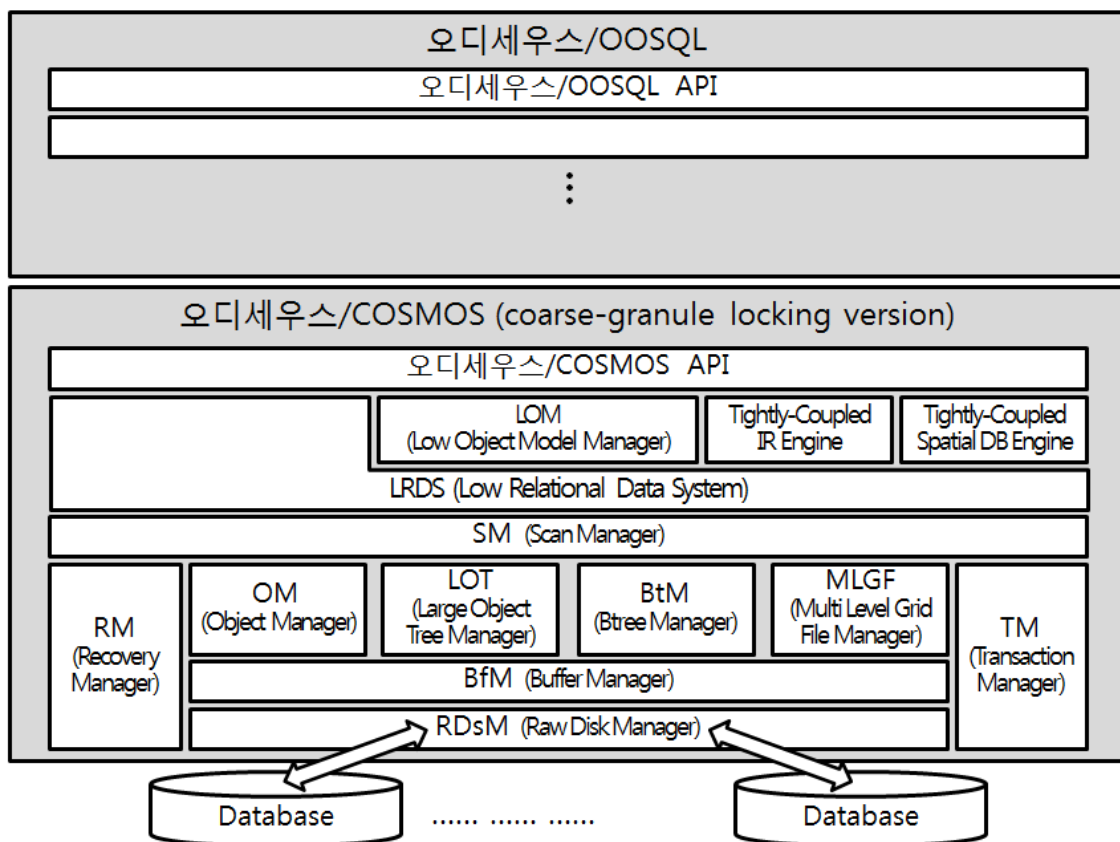 오디세우스/OOSQL
오디세우스/OOSQL API
⋮
오디세우스/COSMOS (coarse-granule locking version)
오디세우스/COSMOS API
LOM
(Low Object Model Manager)
Tightly-Coupled
IR Engine
Tightly-Coupled
Spatial DB Engine
LRDS (Low Relational Data System)
SM (Scan Manager)
RM
(Recovery
Manager)
OM
(Object Manager)
LOT
(Large Object
Tree Manager)
BtM
(Btree Manager)
MLGF
(Multi Level Grid
File Manager)
TM
(Transaction
Manager)
BfM (Buffer Manager)
RDsM (Raw Disk Manager)
Database
...... ...... ......
Database